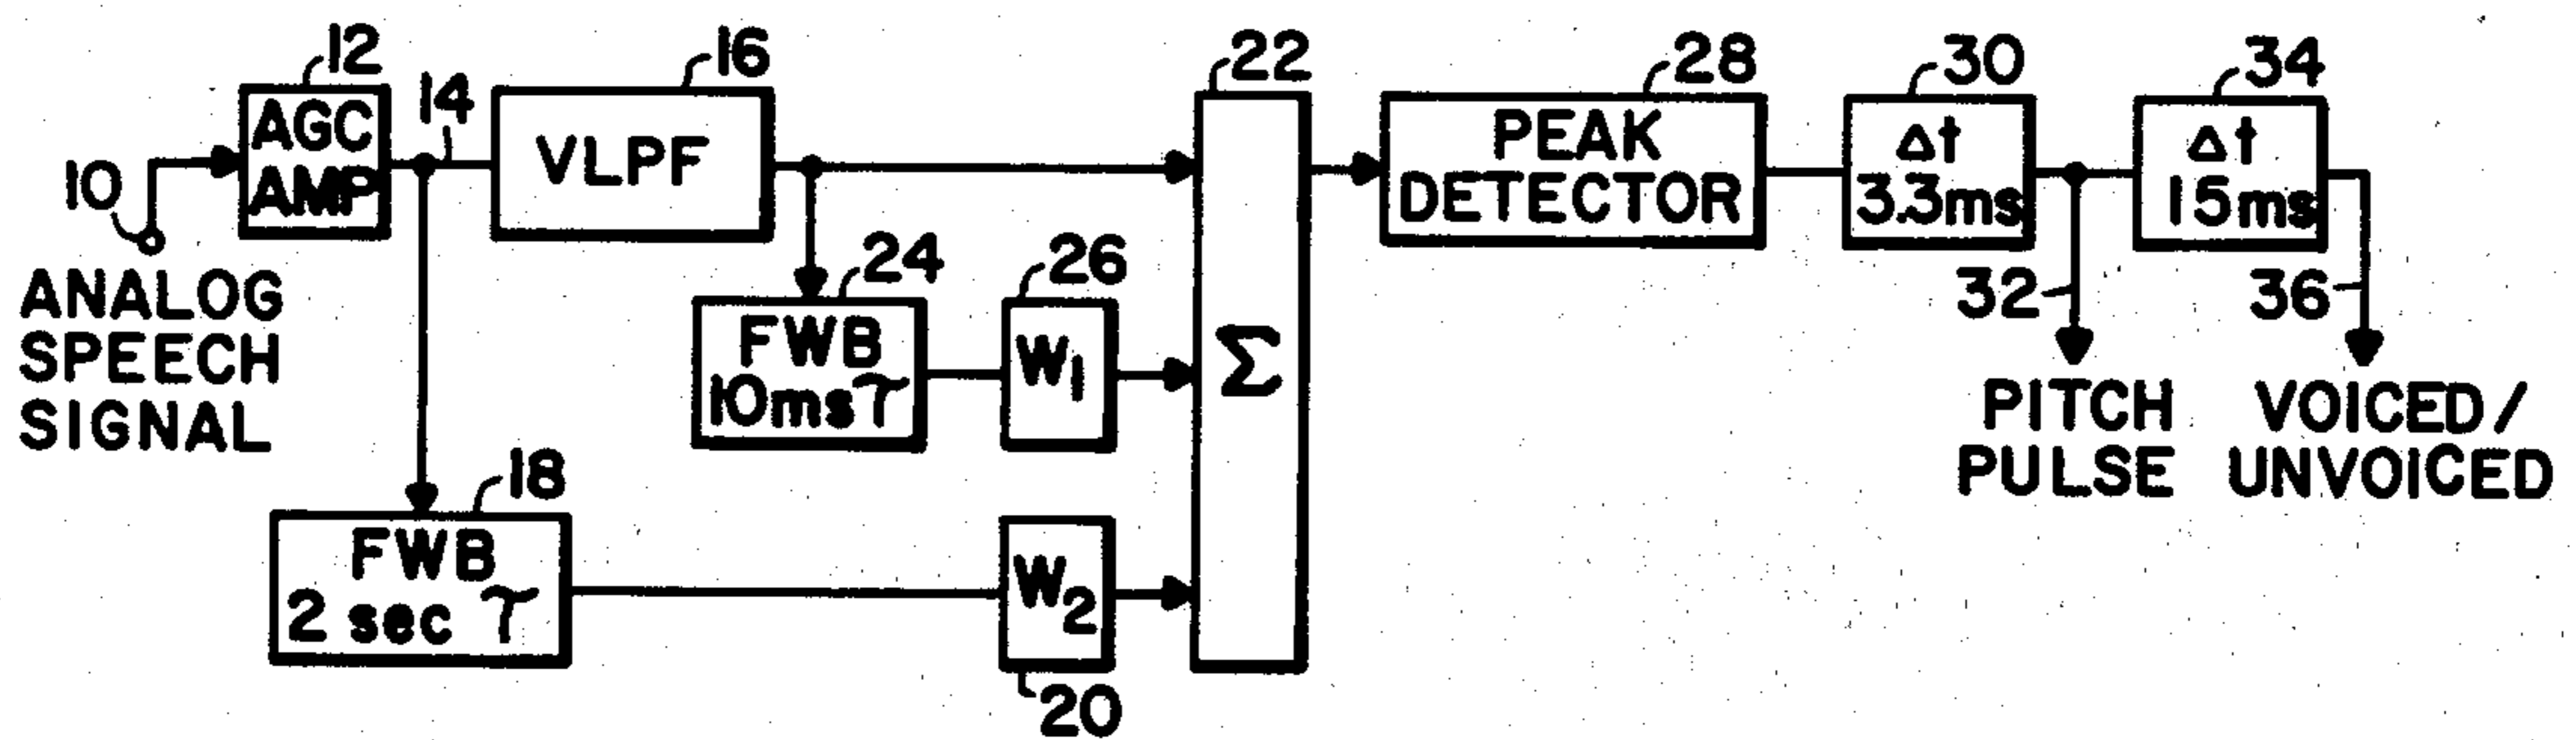 12
AGC
AMP
14
16
VLPF
10
ANALOG
SPEECH
SIGNAL
18
FWB
2 sec τ
24
FWB
10ms τ
26
W1
W2
20
22
Σ
28
PEAK
DETECTOR
30
Δt
3.3ms
34
Δt
15ms
32
PITCH
PULSE
36
VOICED/
UNVOICED